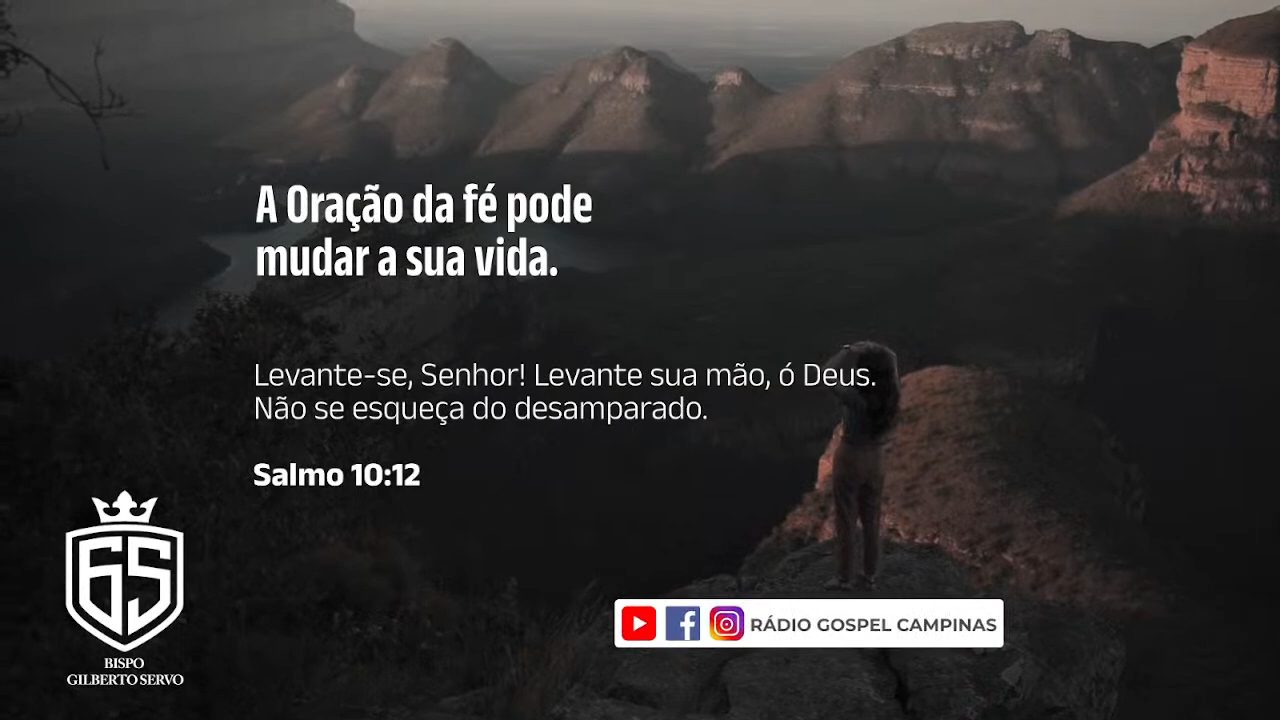 A Oração da fé pode
mudar a sua vida.
Levante-se, Senhor! Levante sua mão, ó Deus.
Não se esqueça do desamparado.
Salmo 10:12
GS
BISPO
GILBERTO SERVO
RÁDIO GOSPEL CAMPINAS